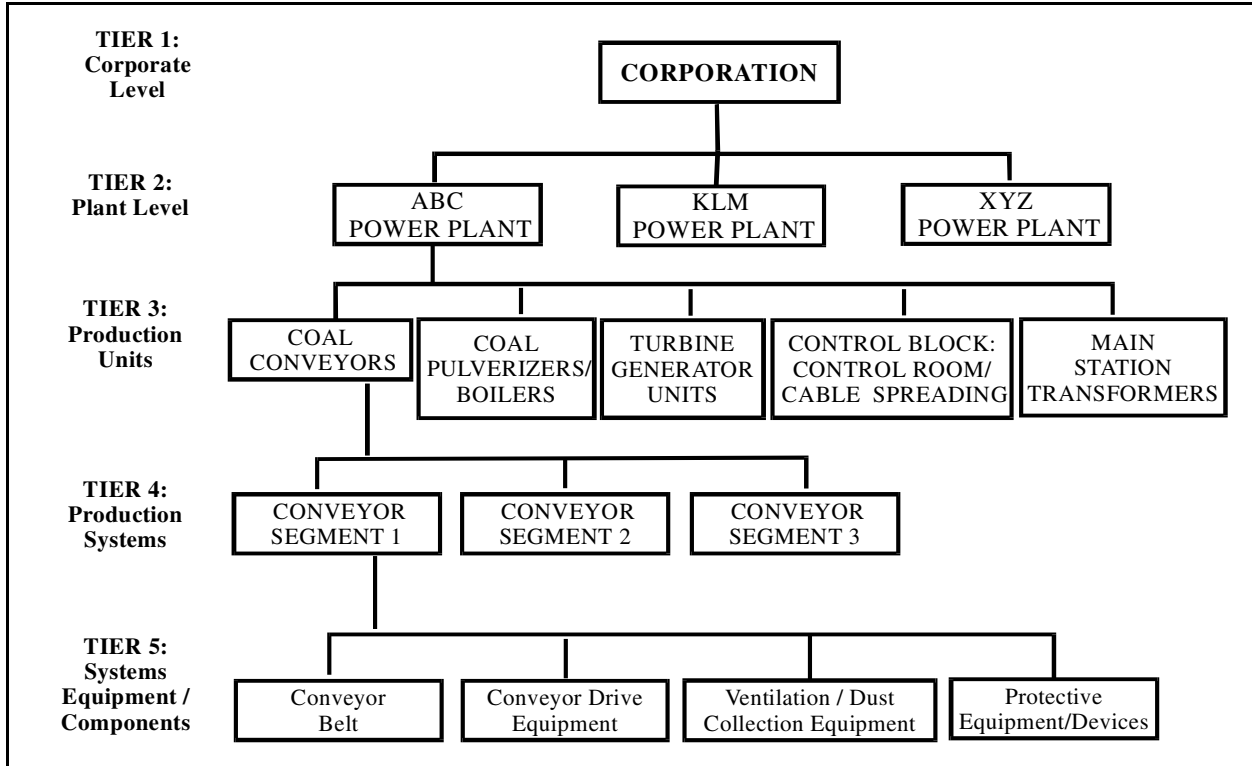 TIER 1:
Corporate
Level
CORPORATION
TIER 2:
Plant Level
ABC
POWER PLANT
KLM
POWER PLANT
XYZ
POWER PLANT
TIER 3:
Production
Units
COAL
CONVEYORS
COAL
PULVERIZERS/
BOILERS
TURBINE
GENERATOR
UNITS
CONTROL BLOCK:
CONTROL ROOM/
CABLE SPREADING
MAIN
STATION
TRANSFORMERS
TIER 4:
Production
Systems
CONVEYOR
SEGMENT 1
CONVEYOR
SEGMENT 2
CONVEYOR
SEGMENT 3
TIER 5:
Systems
Equipment /
Components
Conveyor
Belt
Conveyor Drive
Equipment
Ventilation / Dust
Collection Equipment
Protective
Equipment/Devices